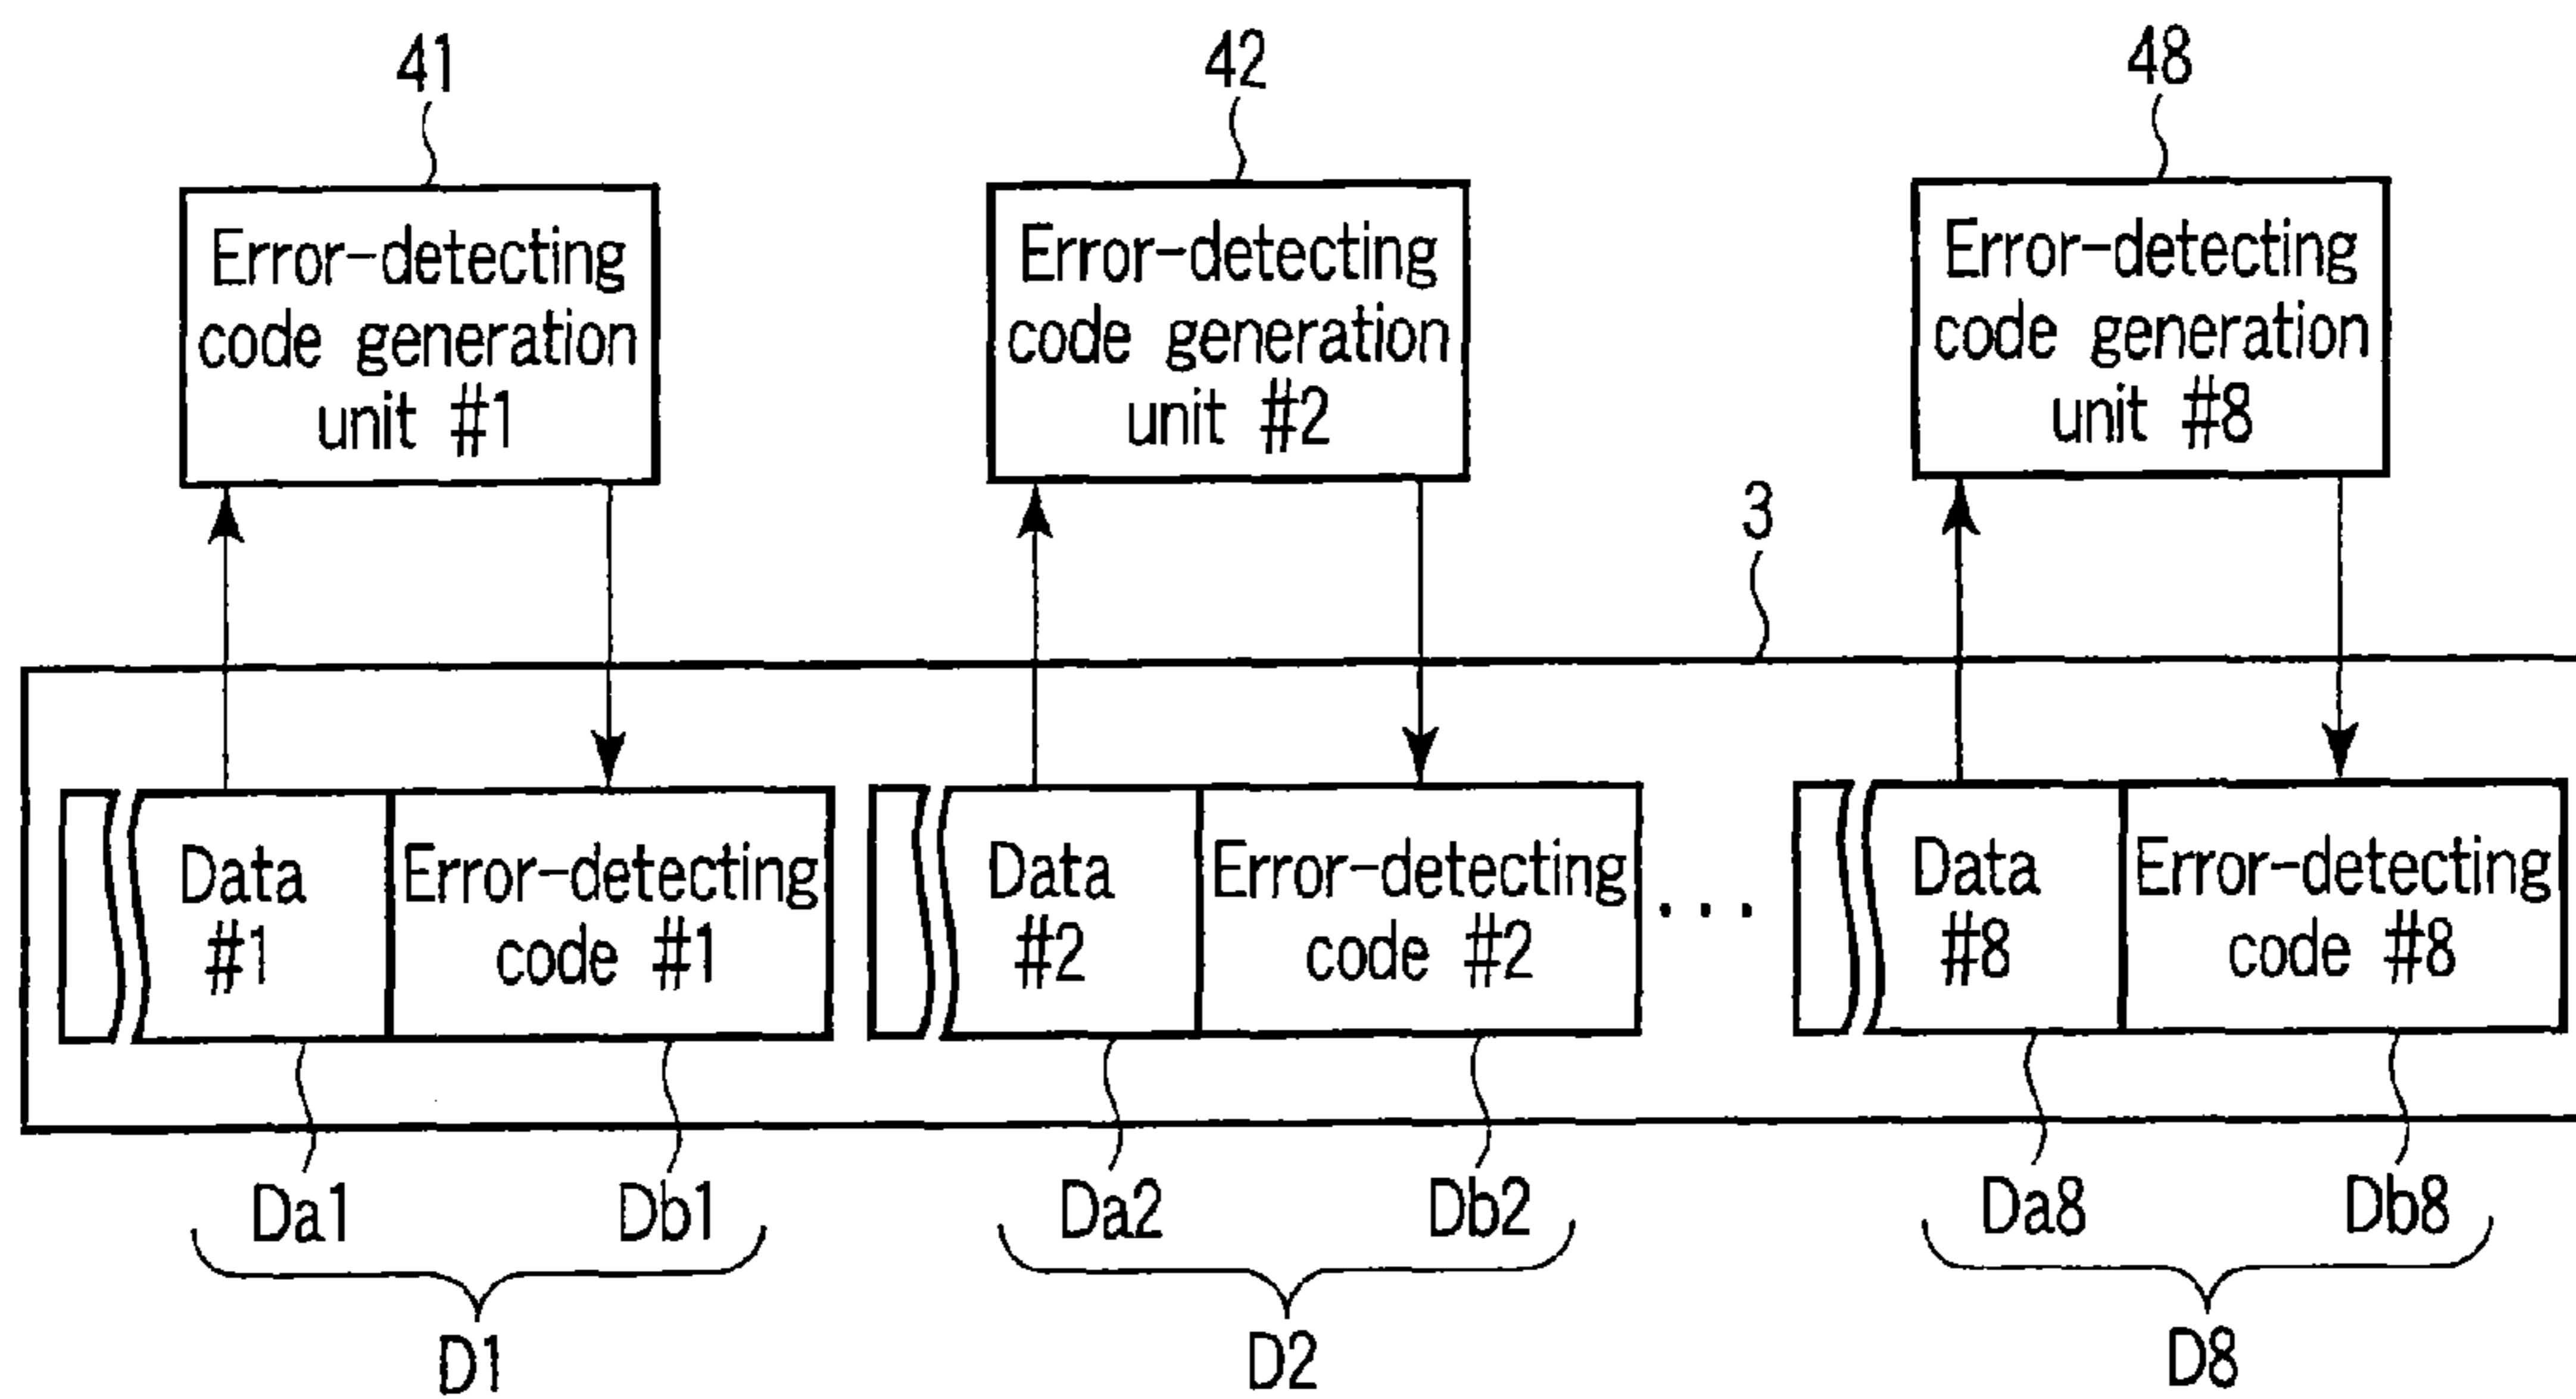 41
42
48
Error-detecting
code generation
unit #1
Error-detecting
code generation
unit #2
Error-detecting
code generation
unit #8
3
Data
#1
Error-detecting
code #1
Data
#2
Error-detecting
code #2
...
Data
#8
Error-detecting
code #8
Da1
Db1
Da2
Db2
Da8
Db8
D1
D2
D8